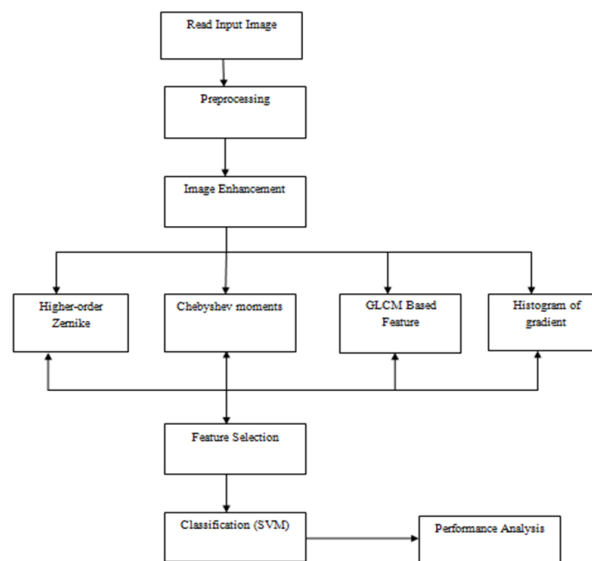 Read Input Image
Preprocessing
Image Enhancement
Higher-order
Zernike
Chebyshev moments
GLCM Based
Feature
Histogram of
gradient
Feature Selection
Classification (SVM)
Performance Analysis